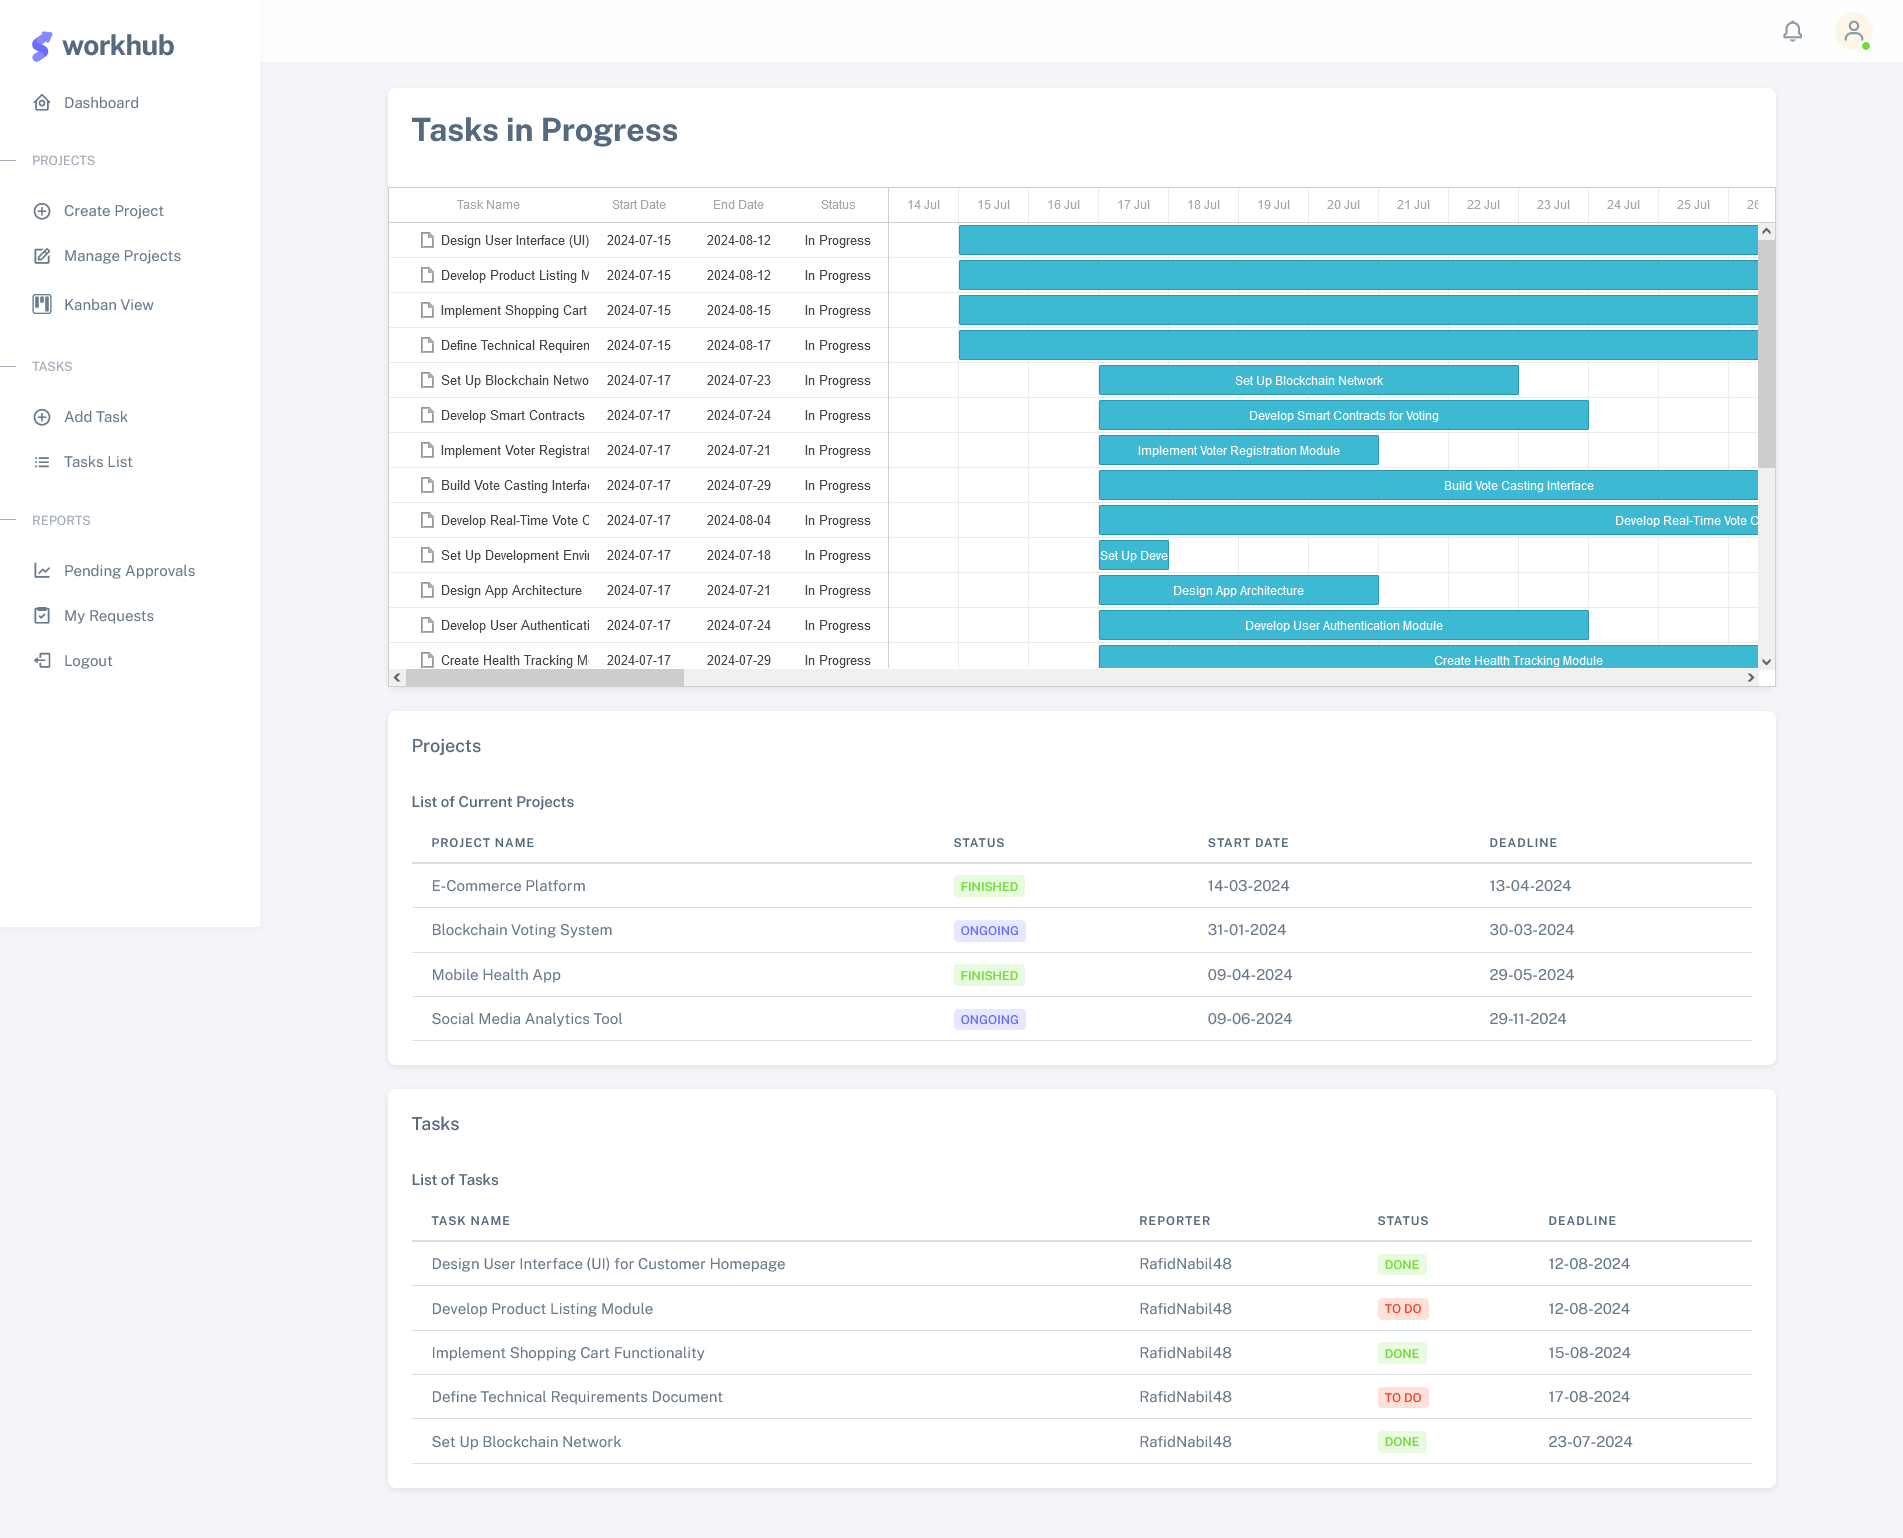 workhub
Dashboard
PROJECTS
Create Project
Manage Projects
Kanban View
TASKS
Add Task
Tasks List
REPORTS
Pending Approvals
My Requests
Logout
Tasks in Progress
Task Name Start Date End Date Status 14 Jul 15 Jul 16 Jul 17 Jul 18 Jul 19 Jul 20 Jul 21 Jul 22 Jul 23 Jul 24 Jul 25 Jul 26
Design User Interface (UI) 2024-07-15 2024-08-12 In Progress
Develop Product Listing M 2024-07-15 2024-08-12 In Progress
Implement Shopping Cart 2024-07-15 2024-08-15 In Progress
Define Technical Requiren 2024-07-15 2024-08-17 In Progress
Set Up Blockchain Netwo 2024-07-17 2024-07-23 In Progress Set Up Blockchain Network
Develop Smart Contracts 2024-07-17 2024-07-24 In Progress Develop Smart Contracts for Voting
Implement Voter Registrat 2024-07-17 2024-07-21 In Progress Implement Voter Registration Module
Build Vote Casting Interfa 2024-07-17 2024-07-29 In Progress Build Vote Casting Interface
Develop Real-Time Vote C 2024-07-17 2024-08-04 In Progress Develop Real-Time Vote C
Set Up Development Envi 2024-07-17 2024-07-18 In Progress Set Up Deve
Design App Architecture 2024-07-17 2024-07-21 In Progress Design App Architecture
Develop User Authenticati 2024-07-17 2024-07-24 In Progress Develop User Authentication Module
Create Health Tracking M 2024-07-17 2024-07-29 In Progress Create Health Tracking Module
Projects
List of Current Projects
PROJECT NAME STATUS START DATE DEADLINE
E-Commerce Platform FINISHED 14-03-2024 13-04-2024
Blockchain Voting System ONGOING 31-01-2024 30-03-2024
Mobile Health App FINISHED 09-04-2024 29-05-2024
Social Media Analytics Tool ONGOING 09-06-2024 29-11-2024
Tasks
List of Tasks
TASK NAME REPORTER STATUS DEADLINE
Design User Interface (UI) for Customer Homepage RafidNabil48 DONE 12-08-2024
Develop Product Listing Module RafidNabil48 TO DO 12-08-2024
Implement Shopping Cart Functionality RafidNabil48 DONE 15-08-2024
Define Technical Requirements Document RafidNabil48 TO DO 17-08-2024
Set Up Blockchain Network RafidNabil48 DONE 23-07-2024